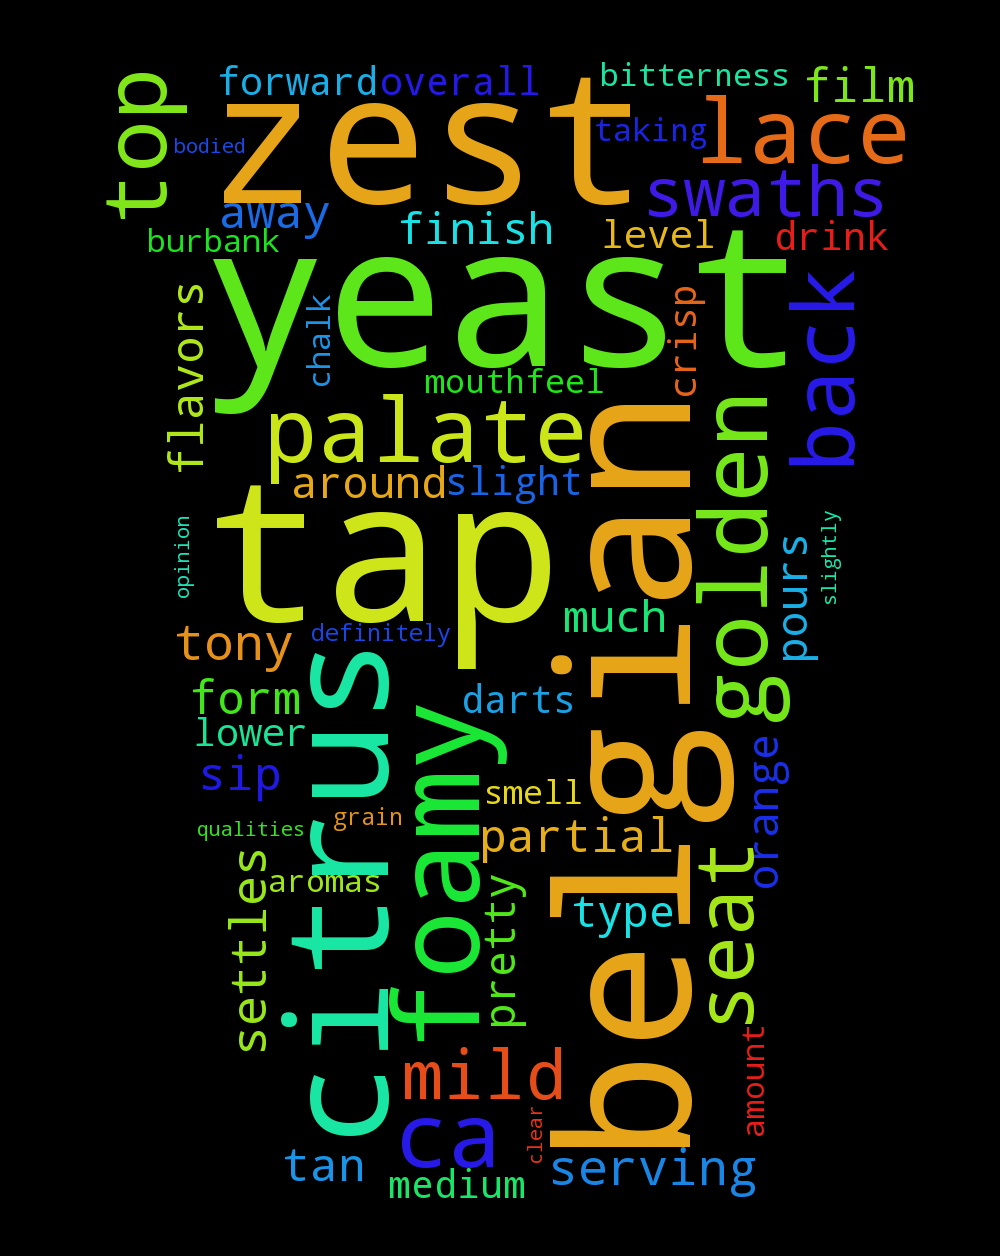 top
forward
overall
bitterness
film
zest
taking
lace
bodied
swaths
away
burbank
finish
level
drink
yeast
flavors
chalk
crisp
back
mouthfeel
palate
around
slight
belgian
golden
tap
opinion
pours
slightly
much
tony
definitely
citrus
form
darts
lower
foamy
sip
smell
orange
grain
qualities
partial
settles
aromas
seat
type
pretty
mild
amount
ca
clear
tan
serving
medium